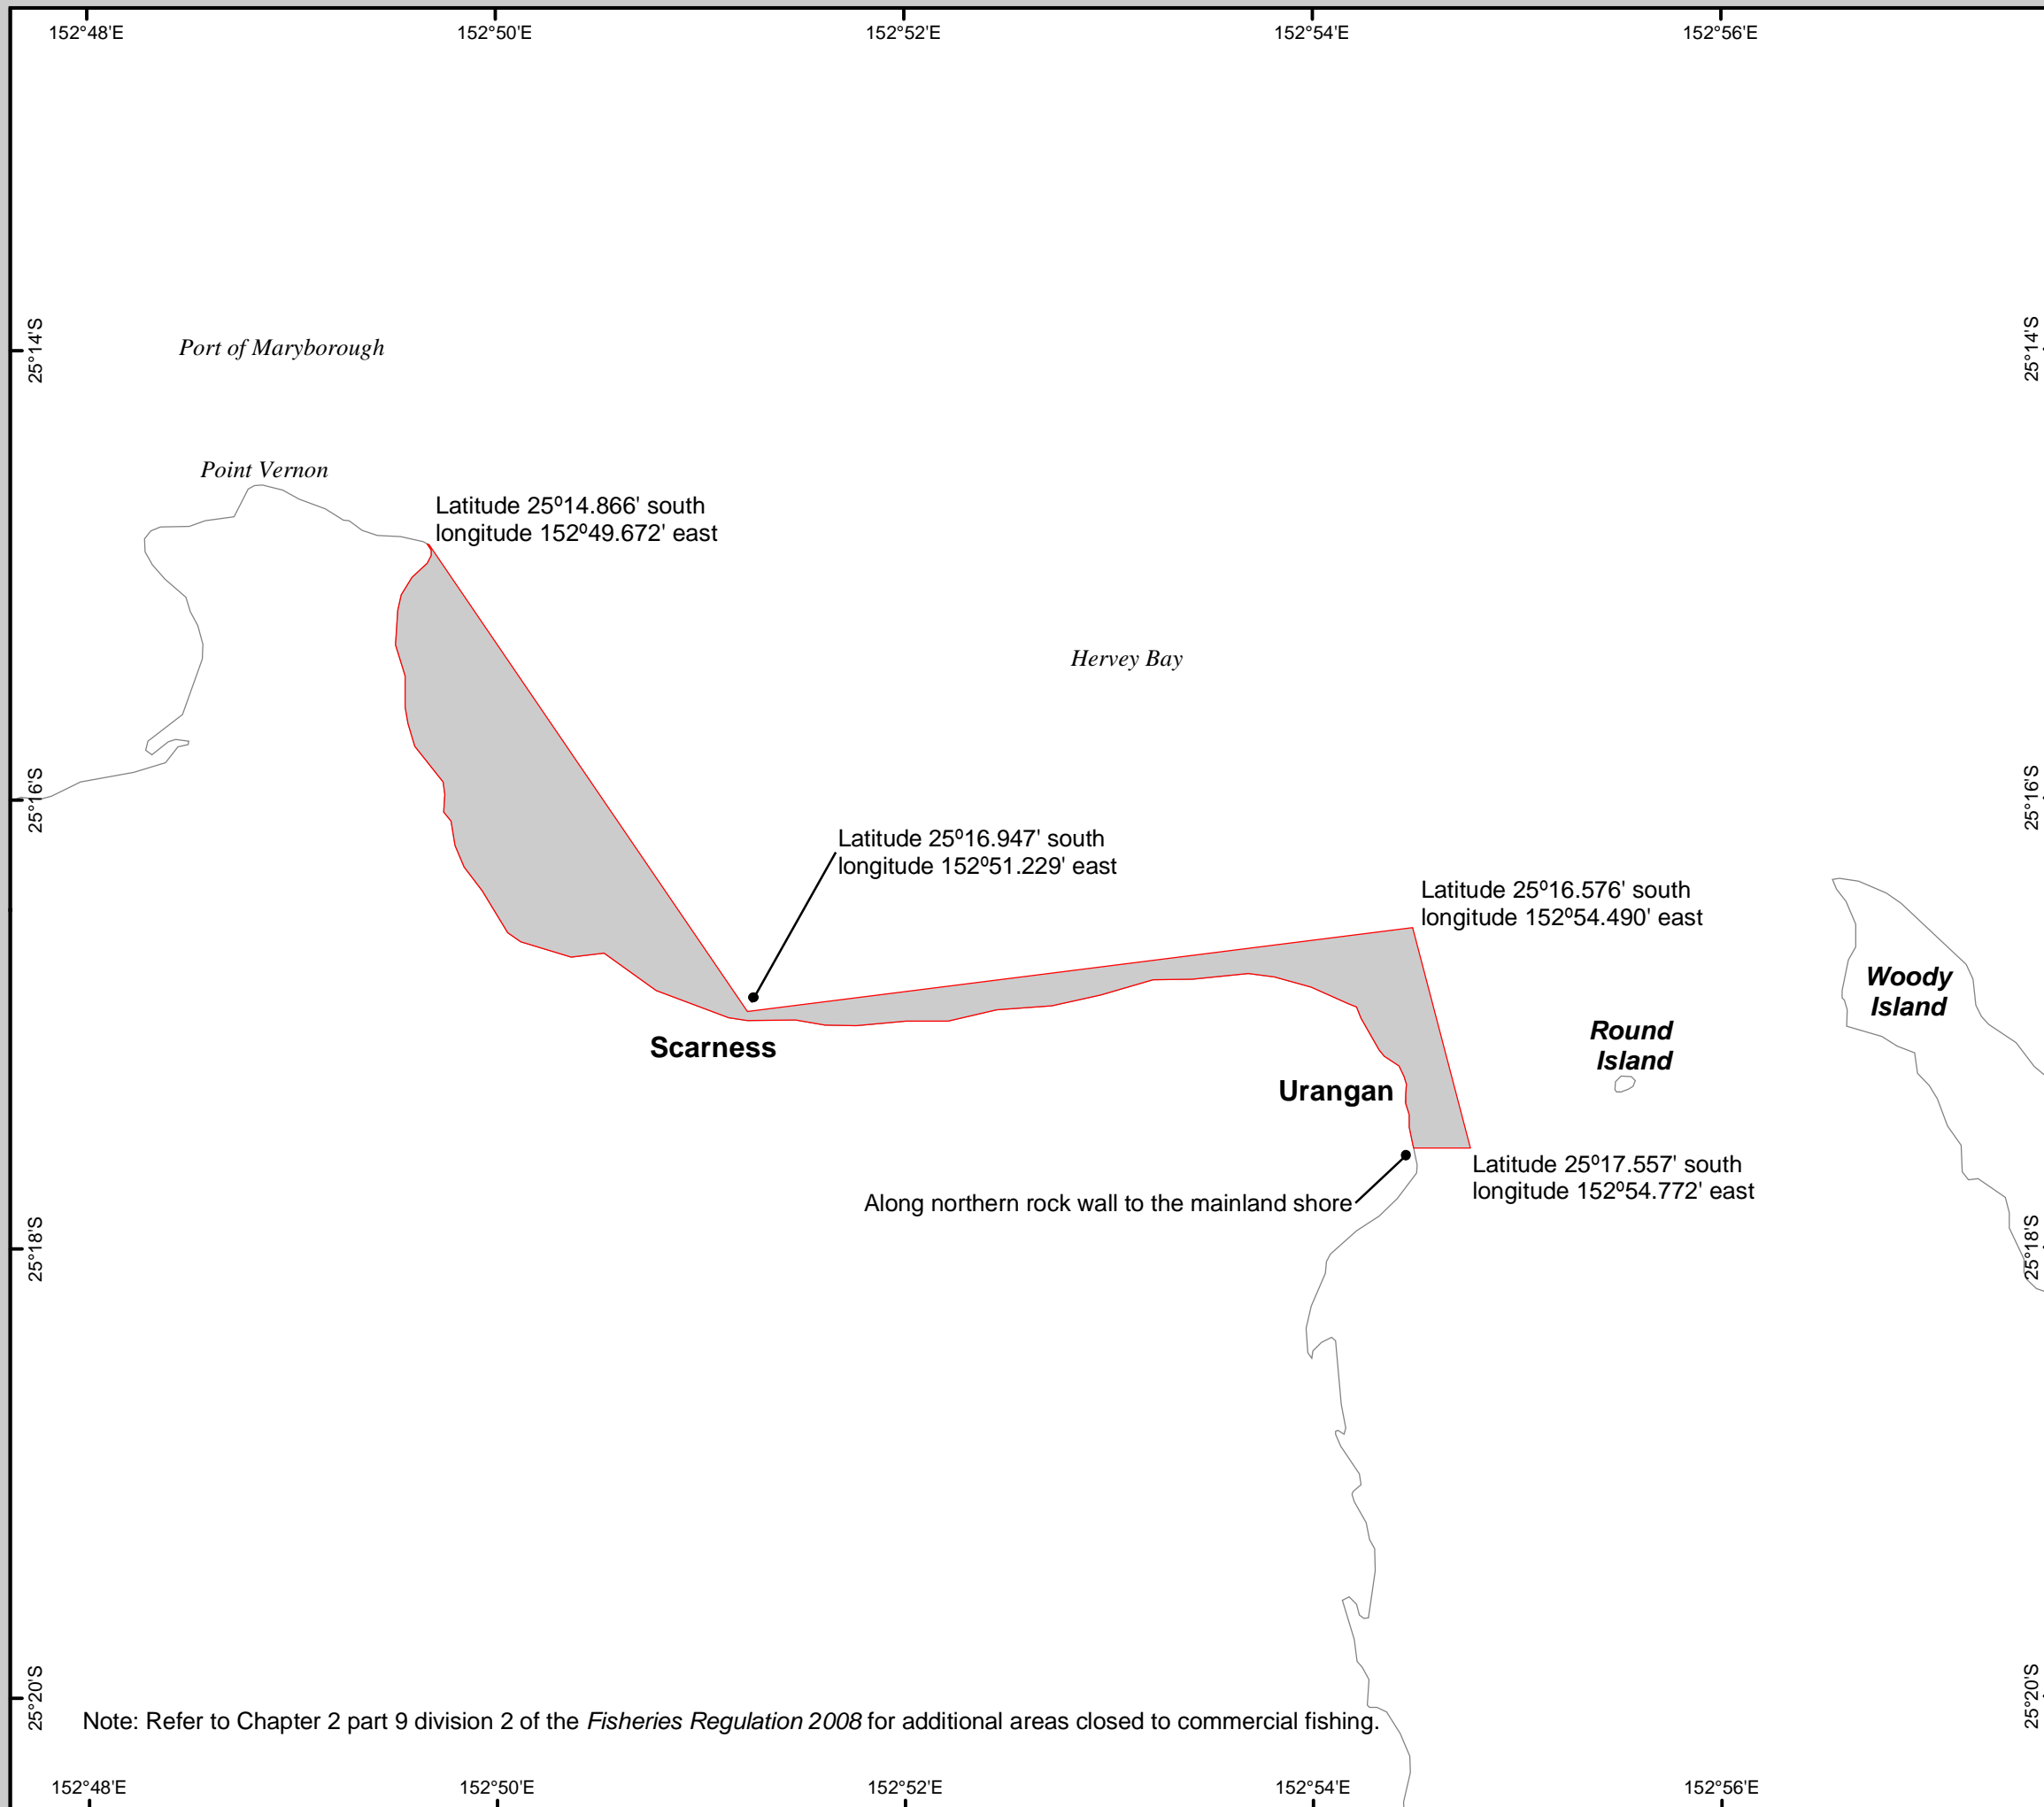 152°48'E
152°50'E
152°52'E
152°54'E
152°56'E
25°14'S
25°14'S
Port of Maryborough
Point Vernon
Latitude 25º14.866' south
longitude 152º49.672' east
Hervey Bay
25°16'S
25°16'S
Latitude 25º16.947' south
longitude 152º51.229' east
Latitude 25º16.576' south
longitude 152º54.490' east
Woody
Island
Round
Island
Scarness
Urangan
Latitude 25º17.557' south
longitude 152º54.772' east
Along northern rock wall to the mainland shore
25°18'S
25°18'S
25°20'S
25°20'S
Note: Refer to Chapter 2 part 9 division 2 of the Fisheries Regulation 2008 for additional areas closed to commercial fishing.
152°48'E
152°50'E
152°52'E
152°54'E
152°56'E